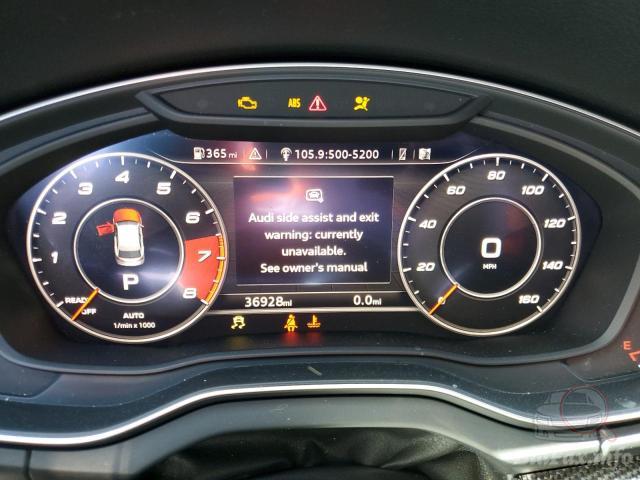 ABS
365 mi
105.9:500-5200
1 2 3 4 5 6 7 8
READY
OFF
P
AUTO
1/min x 1000
Audi side assist and exit
warning: currently
unavailable.
See owner's manual
36928mi 0.0mi
0 20 40 60 80 100 120 140 160
0
MPH
E